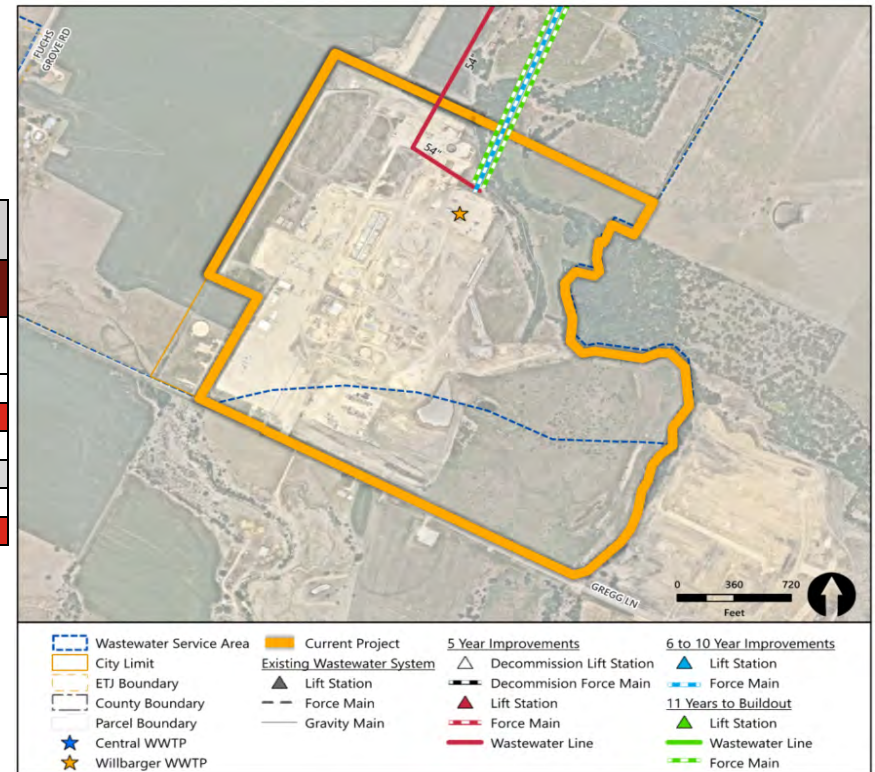 FUCHS
GROVE RD
54"
54"
GREGG LN
0 360 720
Feet
Wastewater Service Area
City Limit
ETJ Boundary
County Boundary
Parcel Boundary
Central WWTP
Willbarger WWTP
Current Project
Existing Wastewater System
Lift Station
Force Main
Gravity Main
5 Year Improvements
Decommission Lift Station
Decommision Force Main
Lift Station
Force Main
Wastewater Line
6 to 10 Year Improvements
Lift Station
Force Main
11 Years to Buildout
Lift Station
Wastewater Line
Force Main